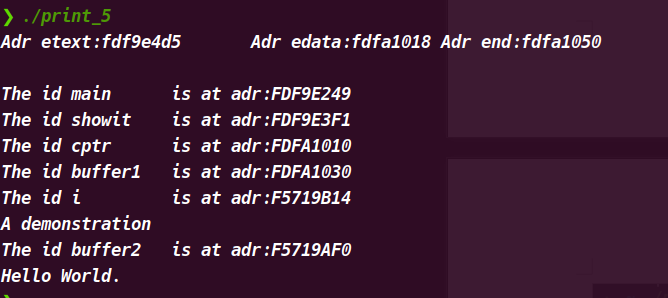 ❯ ./print_5
Adr etext:fdf9e4d5       Adr edata:fdfa1018 Adr end:fdfa1050
The id main      is at adr:FDF9E249
The id showit    is at adr:FDF9E3F1
The id cptr      is at adr:FDFA1010
The id buffer1   is at adr:FDFA1030
The id i         is at adr:F5719B14
A demonstration
The id buffer2   is at adr:F5719AF0
Hello World.